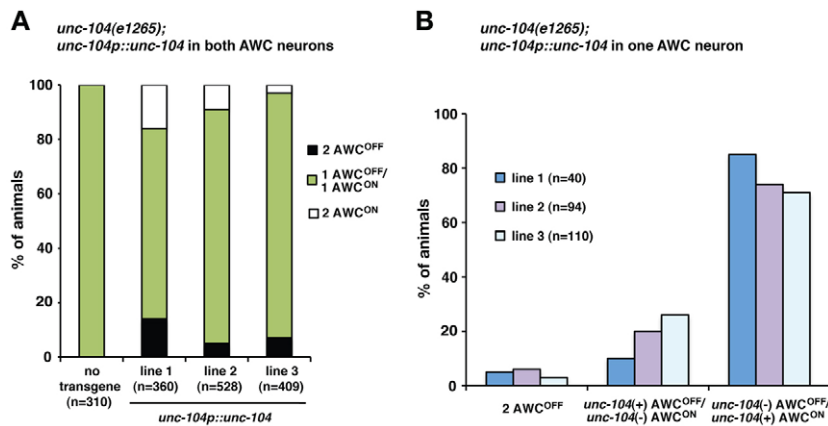 A
unc-104(e1265);
unc-104p::unc-104 in both AWC neurons
% of animals
100
80
60
40
20
0
2 AWC^OFF
1 AWC^OFF/
1 AWC^ON
2 AWC^ON
no
transgene
(n=310)
line 1
(n=360)
line 2
(n=528)
line 3
(n=409)
unc-104p::unc-104
B
unc-104(e1265);
unc-104p::unc-104 in one AWC neuron
% of animals
100
80
60
40
20
0
line 1 (n=40)
line 2 (n=94)
line 3 (n=110)
2 AWC^OFF
unc-104(+) AWC^OFF/
unc-104(-) AWC^ON
unc-104(-) AWC^OFF/
unc-104(+) AWC^ON